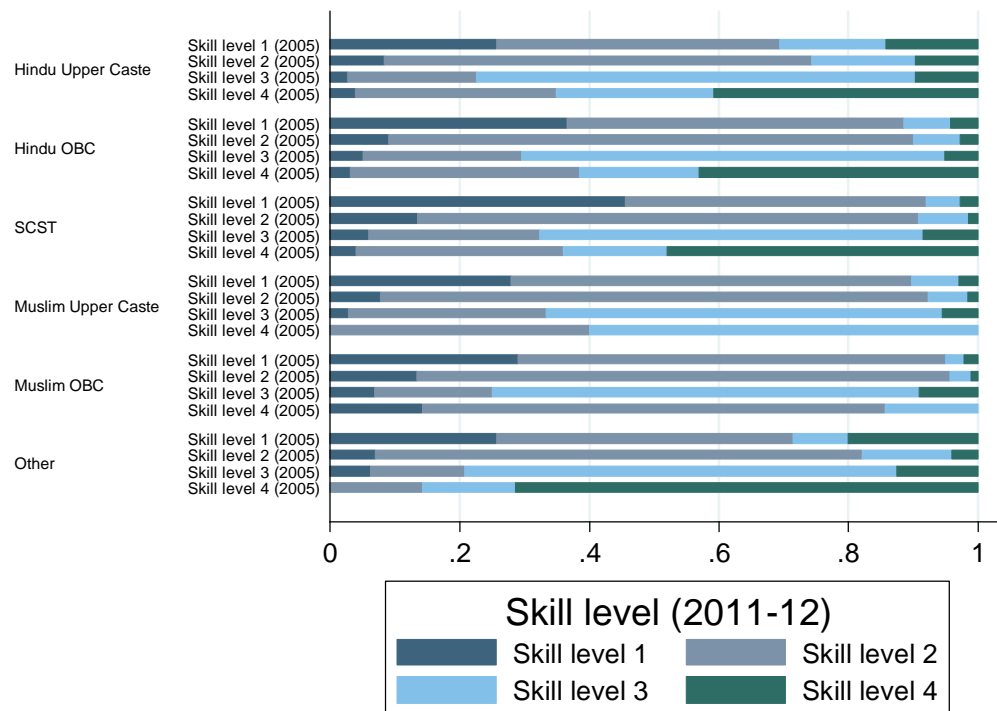 Hindu Upper Caste
Skill level 1 (2005)
Skill level 2 (2005)
Skill level 3 (2005)
Skill level 4 (2005)
Hindu OBC
Skill level 1 (2005)
Skill level 2 (2005)
Skill level 3 (2005)
Skill level 4 (2005)
SCST
Skill level 1 (2005)
Skill level 2 (2005)
Skill level 3 (2005)
Skill level 4 (2005)
Muslim Upper Caste
Skill level 1 (2005)
Skill level 2 (2005)
Skill level 3 (2005)
Skill level 4 (2005)
Muslim OBC
Skill level 1 (2005)
Skill level 2 (2005)
Skill level 3 (2005)
Skill level 4 (2005)
Other
Skill level 1 (2005)
Skill level 2 (2005)
Skill level 3 (2005)
Skill level 4 (2005)
0 .2 .4 .6 .8 1
Skill level (2011-12)
Skill level 1 Skill level 2
Skill level 3 Skill level 4